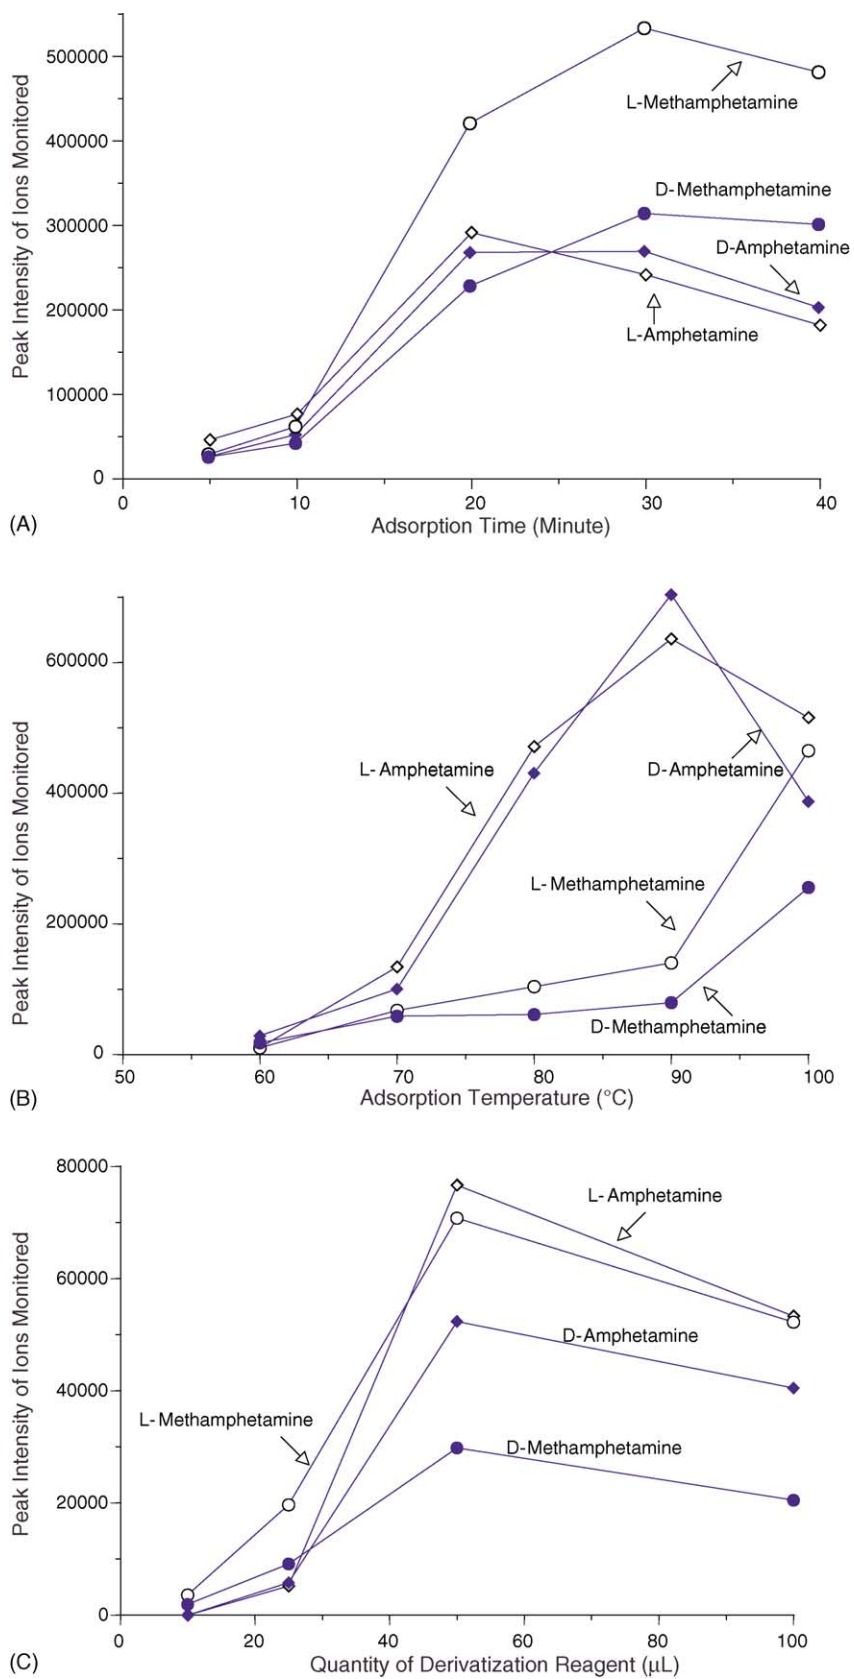 500000
400000
300000
200000
100000
0
Peak Intensity of Ions Monitored
L-Methamphetamine
D-Methamphetamine
D-Amphetamine
L-Amphetamine
0 10 20 30 40
Adsorption Time (Minute)
(A)
600000
400000
200000
0
Peak Intensity of Ions Monitored
L-Amphetamine
D-Amphetamine
L-Methamphetamine
D-Methamphetamine
50 60 70 80 90 100
Adsorption Temperature (°C)
(B)
80000
60000
40000
20000
0
Peak Intensity of Ions Monitored
L-Amphetamine
D-Amphetamine
L-Methamphetamine
D-Methamphetamine
0 20 40 60 80 100
Quantity of Derivatization Reagent (μL)
(C)